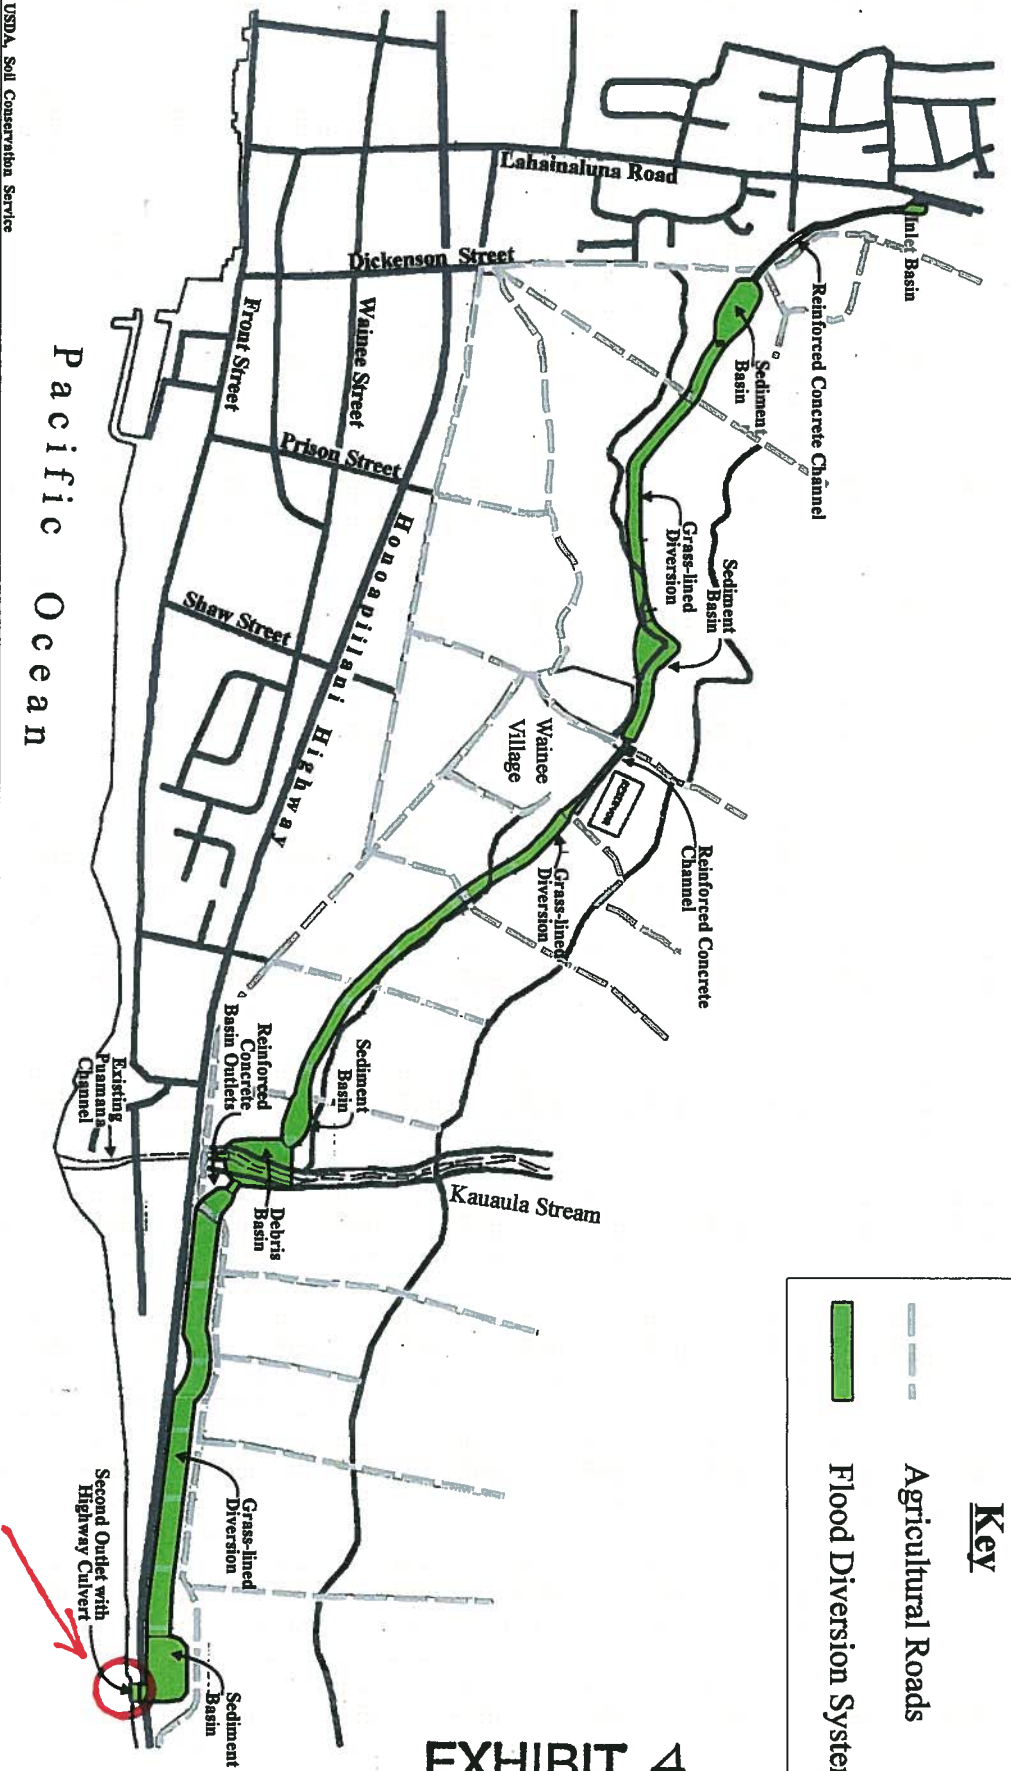 USDA, Soil Conservation Service
Pacific Ocean
Lahainaluna Road
Dickenson Street
Front Street
Wainee Street
Prison Street
Shaw Street
Honoapiilani Highway
Inlet Basin
Reinforced Concrete Channel
Sediment
Basin
Grass-lined
Diversion
Sediment
Basin
Wainee
Village
RESERVOIR
Reinforced Concrete
Channel
Grass-lined
Diversion
Sediment
Basin
Reinforced
Concrete
Basin Outlets
Existing
Puamana
Channel
Debris
Basin
Kauaula Stream
Grass-lined
Diversion
Second Outlet with
Highway Culvert
Sediment
Basin
Key
Agricultural Roads
Flood Diversion System
EXHIBIT 4